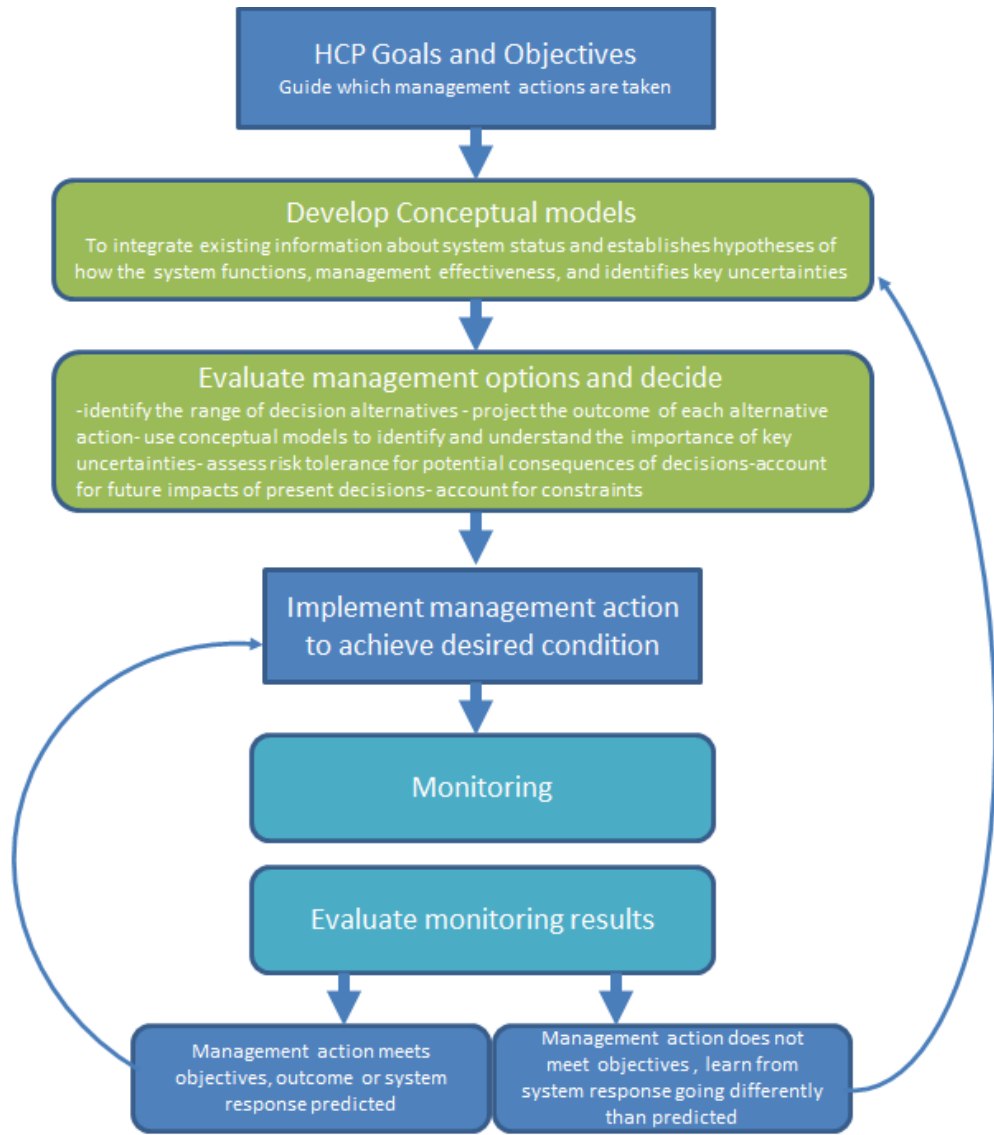 HCP Goals and Objectives
Guide which management actions are taken
Develop Conceptual models
To integrate existing information about system status and establishes hypotheses of
how the system functions, management effectiveness, and identifies key uncertainties
Evaluate management options and decide
-identify the range of decision alternatives - project the outcome of each alternative
action- use conceptual models to identify and understand the importance of key
uncertainties- assess risk tolerance for potential consequences of decisions-account
for future impacts of present decisions- account for constraints
Implement management action
to achieve desired condition
Monitoring
Evaluate monitoring results
Management action meets
objectives, outcome or system
response predicted
Management action does not
meet objectives , learn from
system response going differently
than predicted